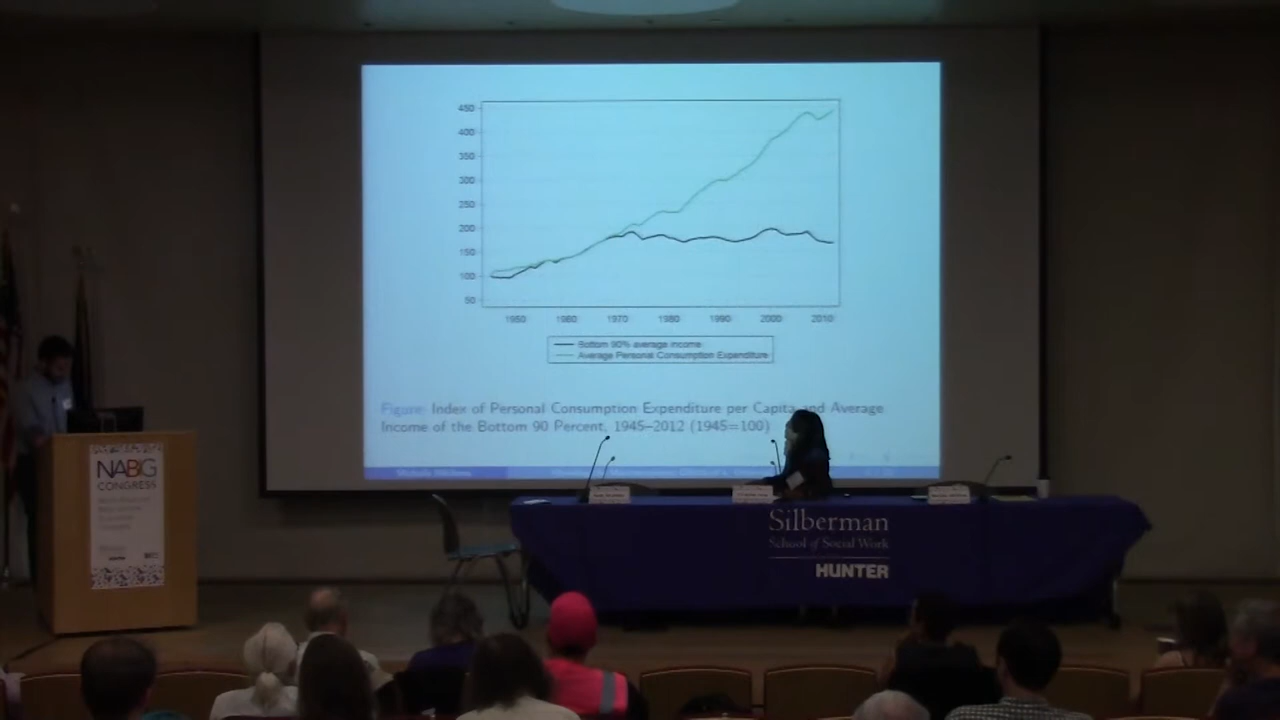 450
400
350
300
250
200
150
100
50
1950 1960 1970 1980 1990 2000 2010
Bottom 90% average income
Average Personal Consumption Expenditure
Figure: Index of Personal Consumption Expenditure per Capita and Average
Income of the Bottom 90 Percent, 1945–2012 (1945=100)
NABIG
CONGRESS
Silberman
School of Social Work
HUNTER